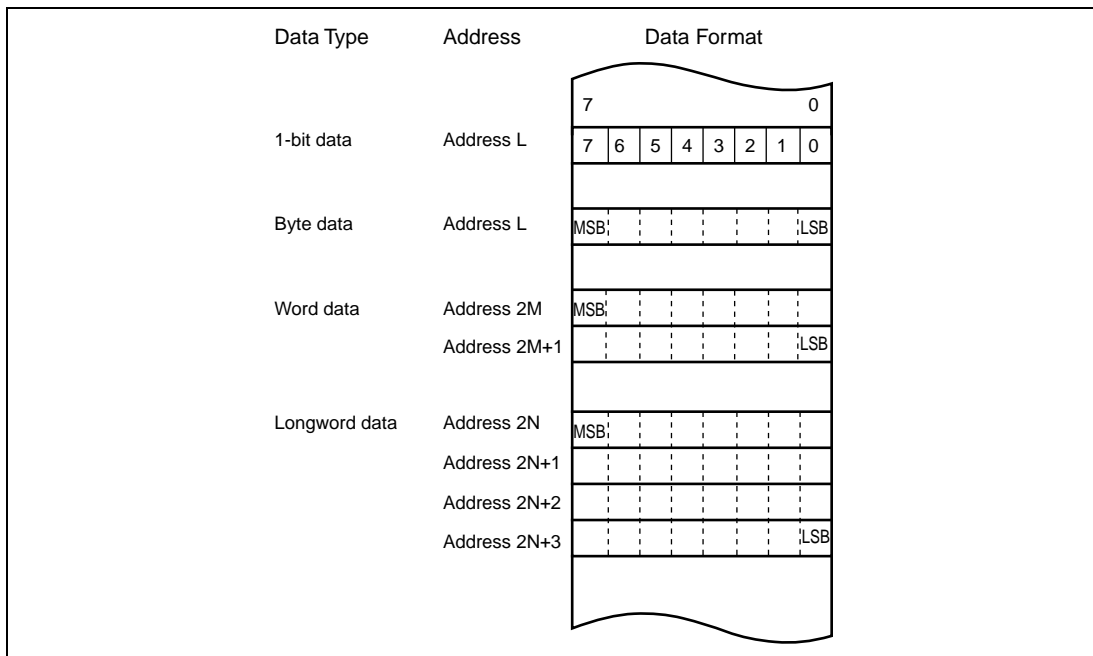 Data Type Address Data Format
7 0
1-bit data Address L 7 6 5 4 3 2 1 0
Byte data Address L MSB LSB
Word data Address 2M MSB
Address 2M+1 LSB
Longword data Address 2N MSB
Address 2N+1
Address 2N+2
Address 2N+3 LSB